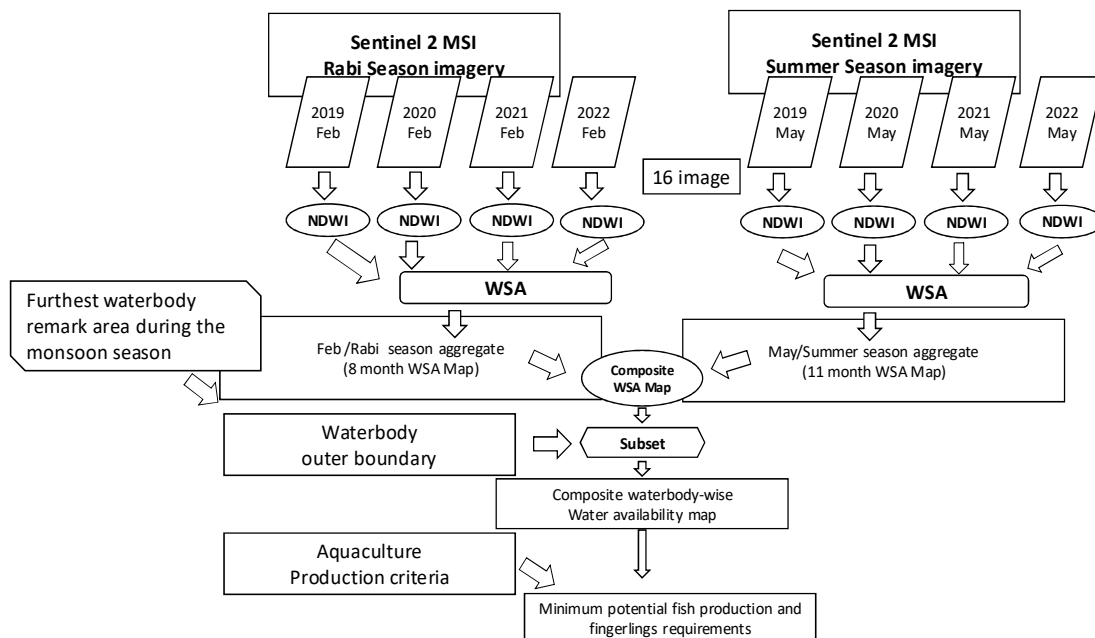 Sentinel 2 MSI
Rabi Season imagery
Sentinel 2 MSI
Summer Season imagery
2019
Feb
2020
Feb
2021
Feb
2022
Feb
2019
May
2020
May
2021
May
2022
May
16 image
NDWI
NDWI
NDWI
NDWI
NDWI
NDWI
NDWI
NDWI
WSA
WSA
Furthest waterbody
remark area during the
monsoon season
Feb /Rabi season aggregate
(8 month WSA Map)
Composite
WSA Map
May/Summer season aggregate
(11 month WSA Map)
Waterbody
outer boundary
Subset
Composite waterbody-wise
Water availability map
Aquaculture
Production criteria
Minimum potential fish production and
fingerlings requirements